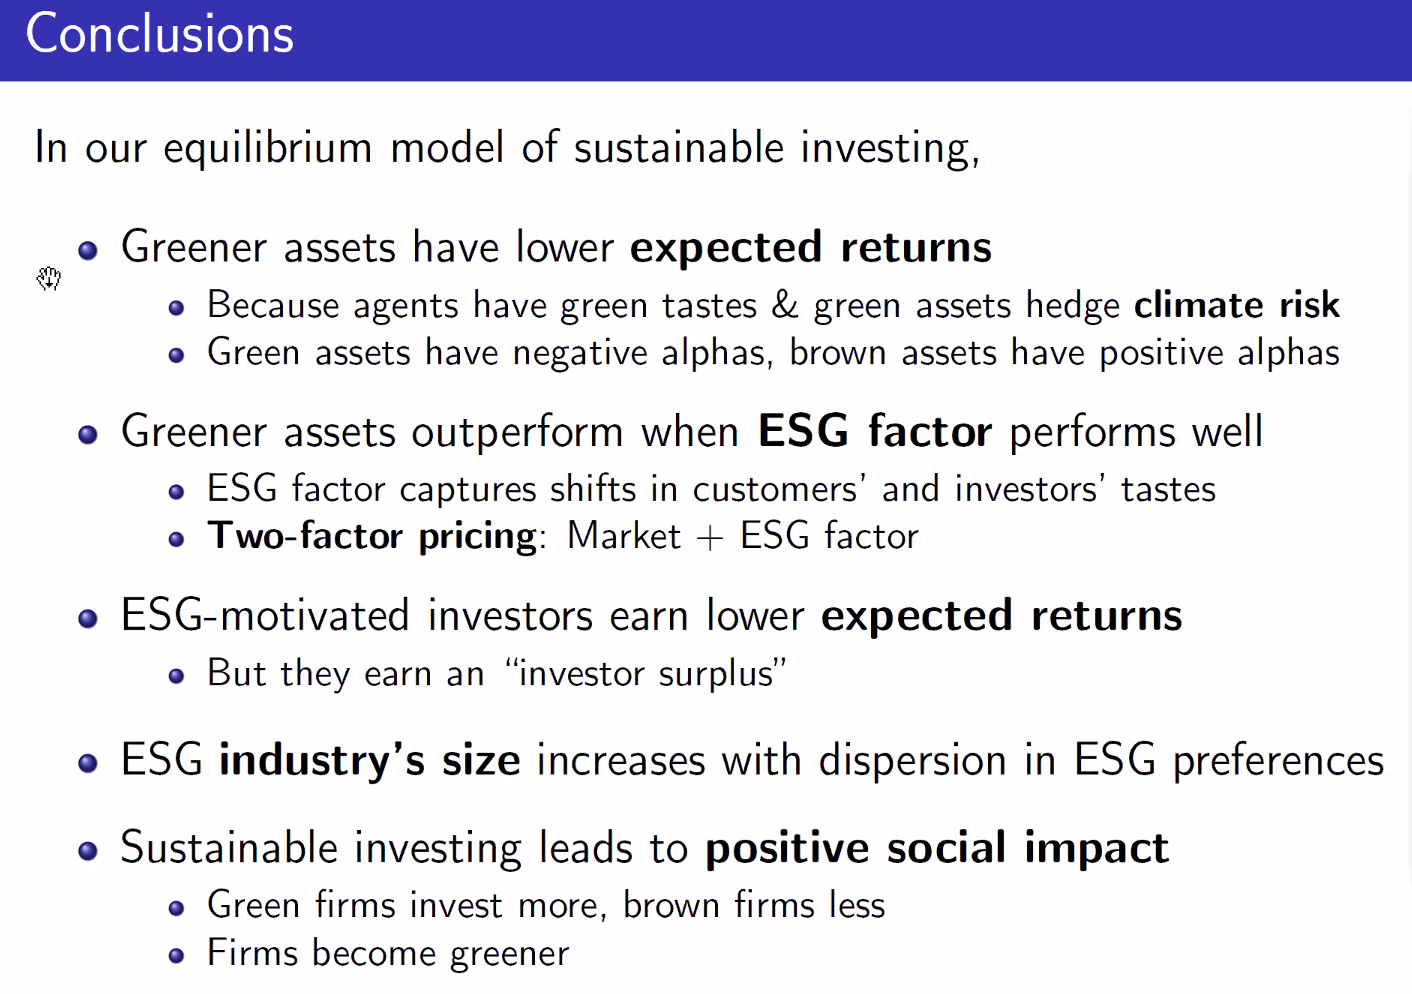 Conclusions
In our equilibrium model of sustainable investing,
Greener assets have lower expected returns
Because agents have green tastes & green assets hedge climate risk
Green assets have negative alphas, brown assets have positive alphas
Greener assets outperform when ESG factor performs well
ESG factor captures shifts in customers' and investors' tastes
Two-factor pricing: Market + ESG factor
ESG-motivated investors earn lower expected returns
But they earn an “investor surplus”
ESG industry's size increases with dispersion in ESG preferences
Sustainable investing leads to positive social impact
Green firms invest more, brown firms less
Firms become greener